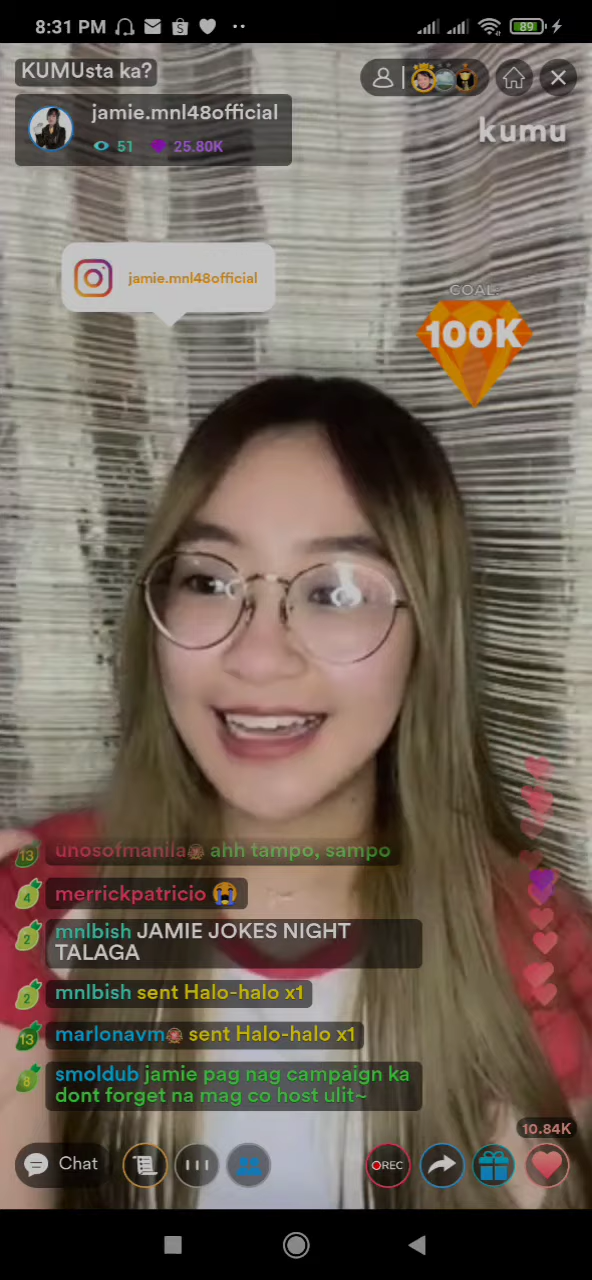 8:31 PM
89
KUMUsta ka?
jamie.mnl48official
51
25.80K
kumu
jamie.mnl48official
GOAL:
100K
13 unosofmanila ahh tampo, sampo
4 merrickpatricio 😭
2 mnlbish JAMIE JOKES NIGHT
TALAGA
2 mnlbish sent Halo-halo x1
13 marlonavm sent Halo-halo x1
8 smoldub jamie pag nag campaign ka
dont forget na mag co host ulit~
10.84K
Chat
REC